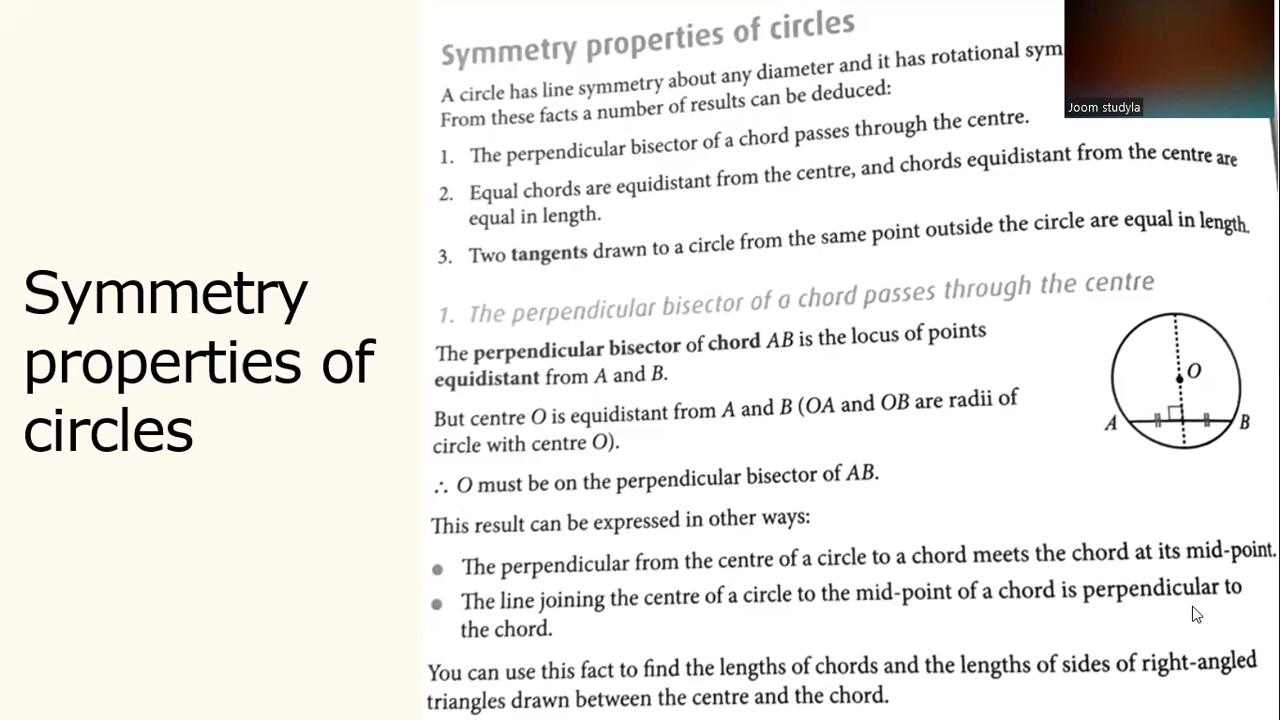 Symmetry
properties of
circles
Symmetry properties of circles
A circle has line symmetry about any diameter and it has rotational sym
From these facts a number of results can be deduced:
1. The perpendicular bisector of a chord passes through the centre.
2. Equal chords are equidistant from the centre, and chords equidistant from the centre are
equal in length.
3. Two tangents drawn to a circle from the same point outside the circle are equal in length.
1. The perpendicular bisector of a chord passes through the centre
The perpendicular bisector of chord AB is the locus of points
equidistant from A and B.
But centre O is equidistant from A and B (OA and OB are radii of
circle with centre O).
∴ O must be on the perpendicular bisector of AB.
This result can be expressed in other ways:
● The perpendicular from the centre of a circle to a chord meets the chord at its mid-point.
● The line joining the centre of a circle to the mid-point of a chord is perpendicular to
the chord.
You can use this fact to find the lengths of chords and the lengths of sides of right-angled
triangles drawn between the centre and the chord.
O
A
B
Joom studyla